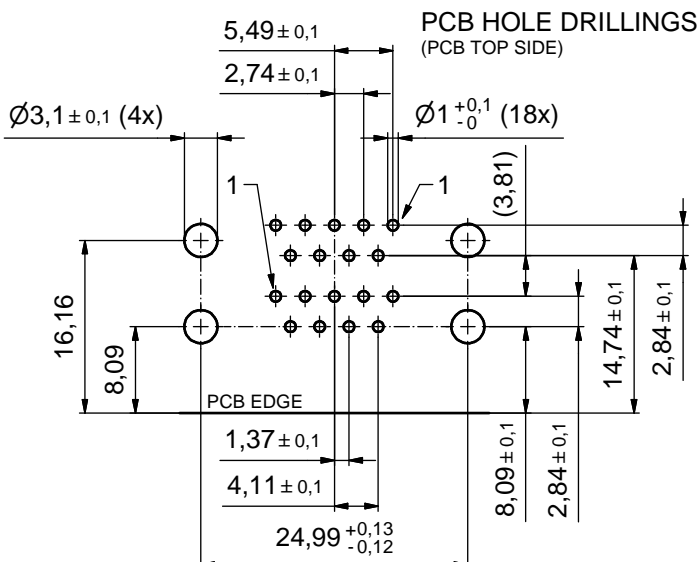 PCB HOLE DRILLINGS
(PCB TOP SIDE)
5,49 ± 0,1
2,74 ± 0,1
Ø3,1 ± 0,1 (4x)
Ø1 +0,1 -0 (18x)
1
1
(3,81)
16,16
8,09
14,74 ± 0,1
2,84 ± 0,1
PCB EDGE
8,09 ± 0,1
2,84 ± 0,1
1,37 ± 0,1
4,11 ± 0,1
24,99 +0,13 -0,12